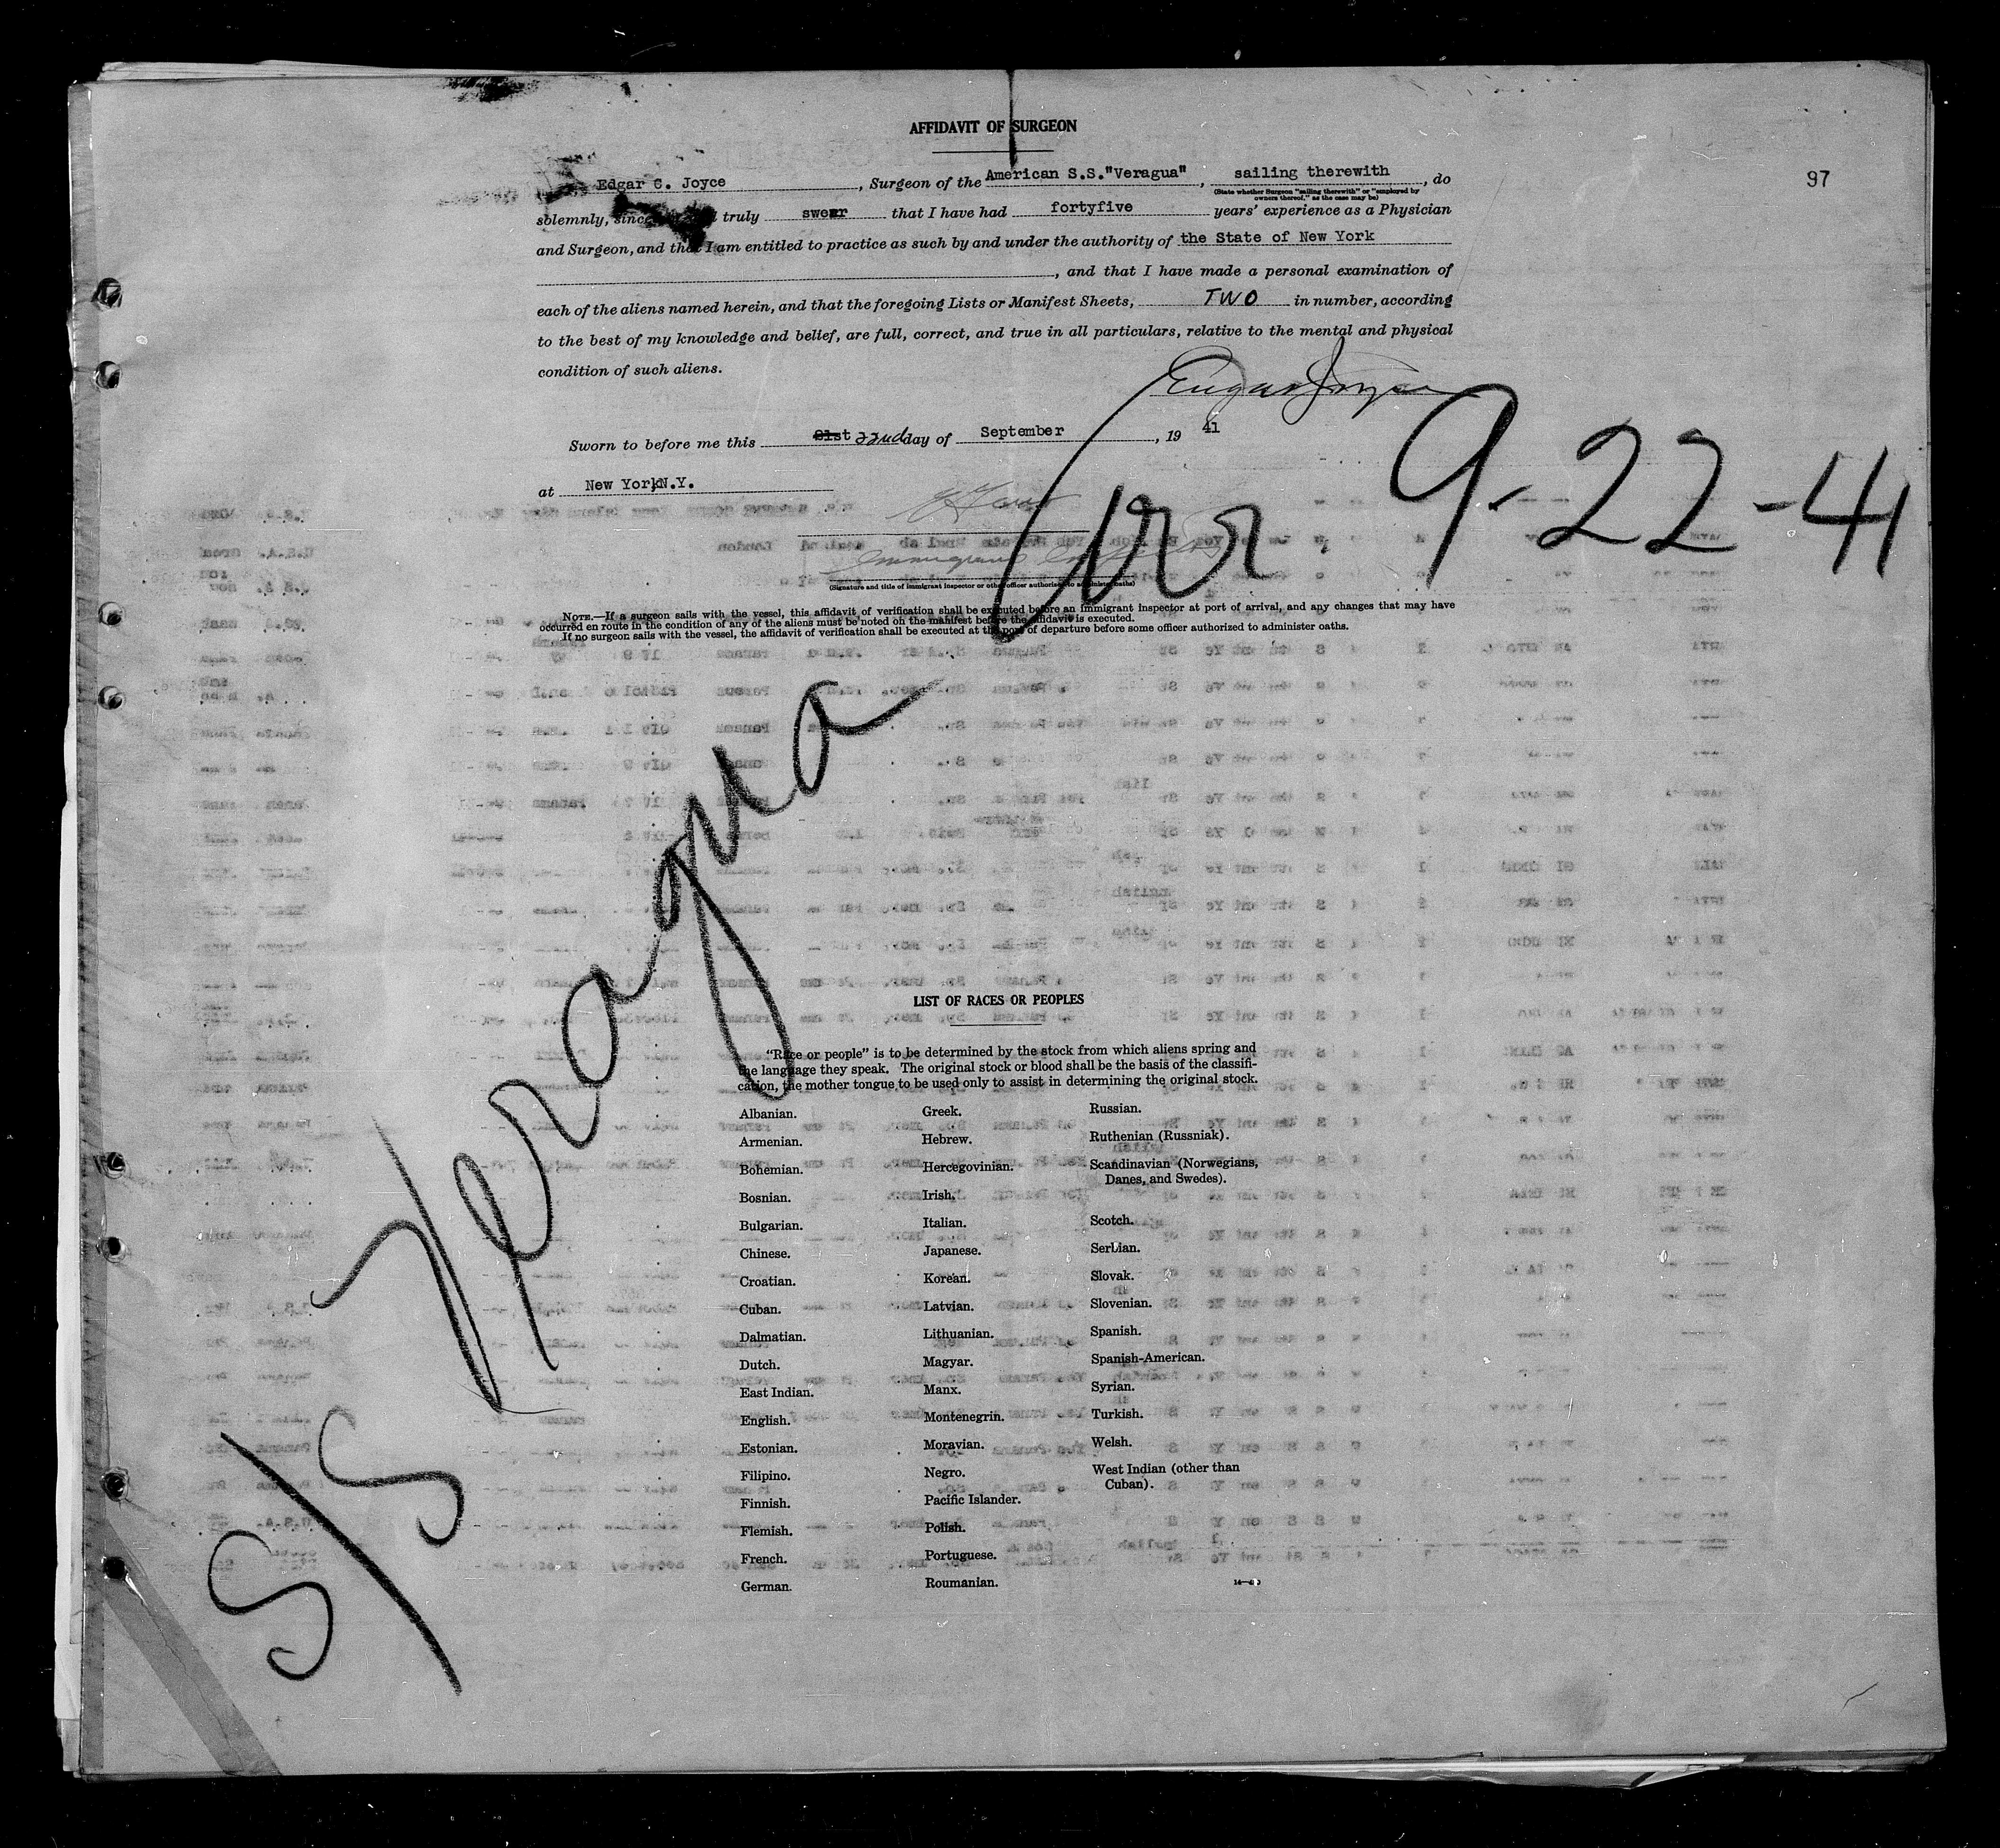 AFFIDAVIT OF SURGEON
97
Edgar C. Joyce , Surgeon of the American S.S."Veragua" , sailing therewith , do
(State whether Surgeon "sailing therewith" or "employed by
owners thereof," as the case may be)
solemnly, truly swear that I have had fortyfive years' experience as a Physician
and Surgeon, and that I am entitled to practice as such by and under the authority of the State of New York
, and that I have made a personal examination of
each of the aliens named herein, and that the foregoing Lists or Manifest Sheets, TWO in number, according
to the best of my knowledge and belief, are full, correct, and true in all particulars, relative to the mental and physical
condition of such aliens.
Sworn to before me this 21st 22nd day of September , 19 41
at New York,N.Y.
9-22-41
(Signature and title of immigrant inspector or other officer authorized to administer oaths)
NOTE.—If a surgeon sails with the vessel, this affidavit of verification shall be executed before an immigrant inspector at port of arrival, and any changes that may have
occurred en route in the condition of any of the aliens must be noted on the manifest before the affidavit is executed.
If no surgeon sails with the vessel, the affidavit of verification shall be executed at the port of departure before some officer authorized to administer oaths.
S/S Veragua
LIST OF RACES OR PEOPLES
"Race or people" is to be determined by the stock from which aliens spring and
the language they speak. The original stock or blood shall be the basis of the classifi-
cation, the mother tongue to be used only to assist in determining the original stock.
Albanian.
Armenian.
Bohemian.
Bosnian.
Bulgarian.
Chinese.
Croatian.
Cuban.
Dalmatian.
Dutch.
East Indian.
English.
Estonian.
Filipino.
Finnish.
Flemish.
French.
German.
Greek.
Hebrew.
Hercegovinian.
Irish.
Italian.
Japanese.
Korean.
Latvian.
Lithuanian.
Magyar.
Manx.
Montenegrin.
Moravian.
Negro.
Pacific Islander.
Polish.
Portuguese.
Roumanian.
Russian.
Ruthenian (Russniak).
Scandinavian (Norwegians,
Danes, and Swedes).
Scotch.
Serbian.
Slovak.
Slovenian.
Spanish.
Spanish-American.
Syrian.
Turkish.
Welsh.
West Indian (other than
Cuban).